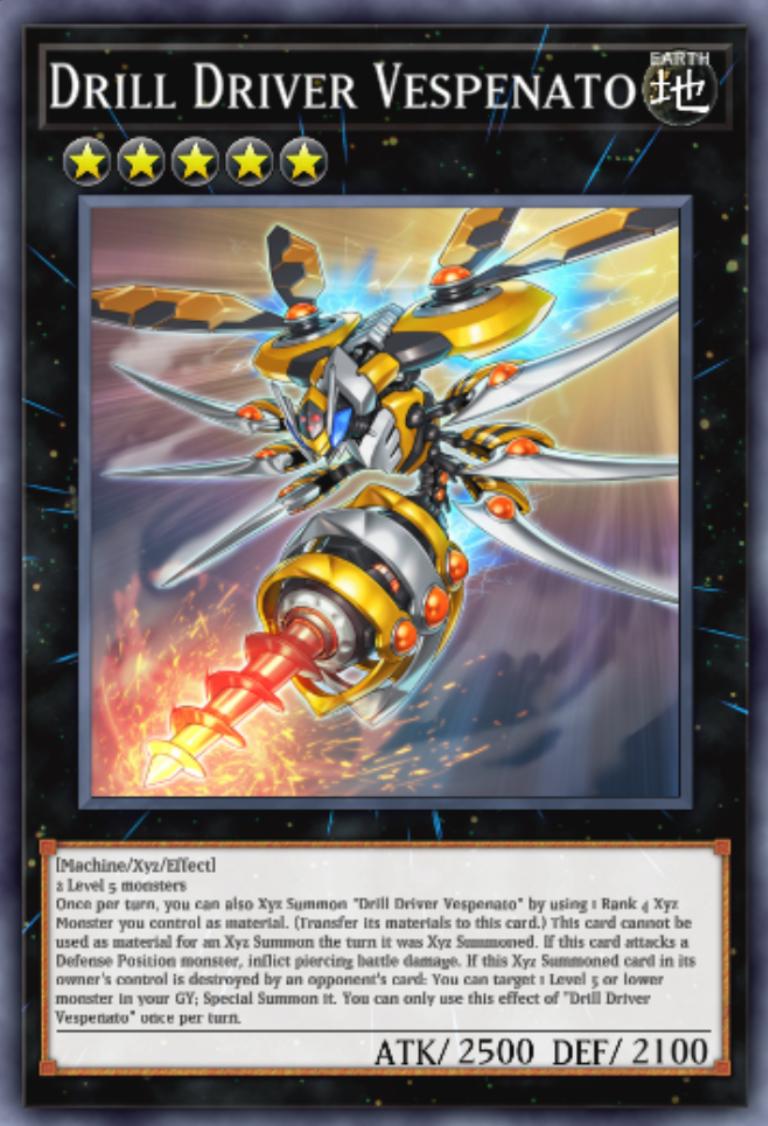 DRILL DRIVER VESPENATO
EARTH
地
[Machine/Xyz/Effect]
2 Level 5 monsters
Once per turn, you can also Xyz Summon "Drill Driver Vespenato" by using 1 Rank 4 Xyz
Monster you control as material. (Transfer its materials to this card.) This card cannot be
used as material for an Xyz Summon the turn it was Xyz Summoned. If this card attacks a
Defense Position monster, inflict piercing battle damage. If this Xyz Summoned card in its
owner's control is destroyed by an opponent's card: You can target 1 Level 5 or lower
monster in your GY; Special Summon it. You can only use this effect of "Drill Driver
Vespenato" once per turn.
ATK/ 2500 DEF/ 2100